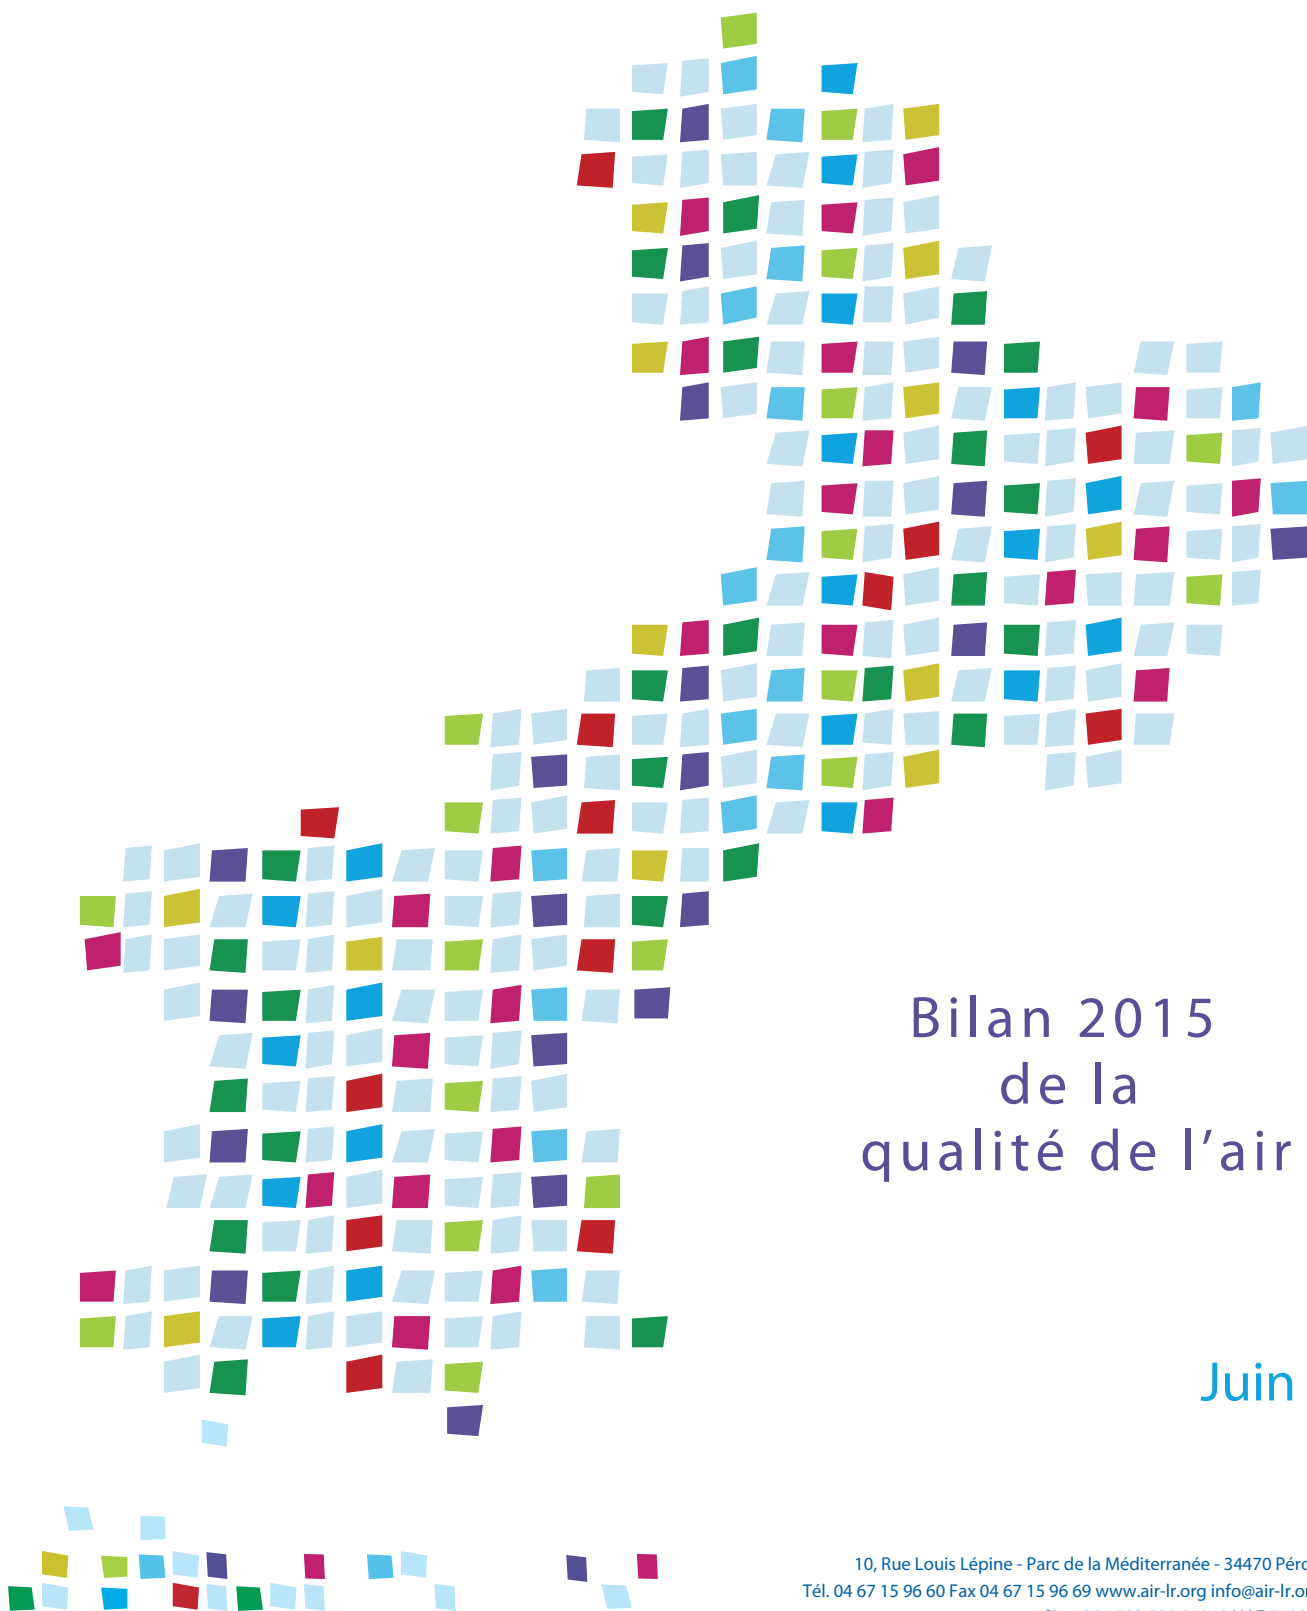 Bilan 2015
de la
qualité de l’air
Juin
10, Rue Louis Lépine - Parc de la Méditerranée - 34470
Tél. 04 67 15 96 60 Fax 04 67 15 96 69 www.air-lr.org